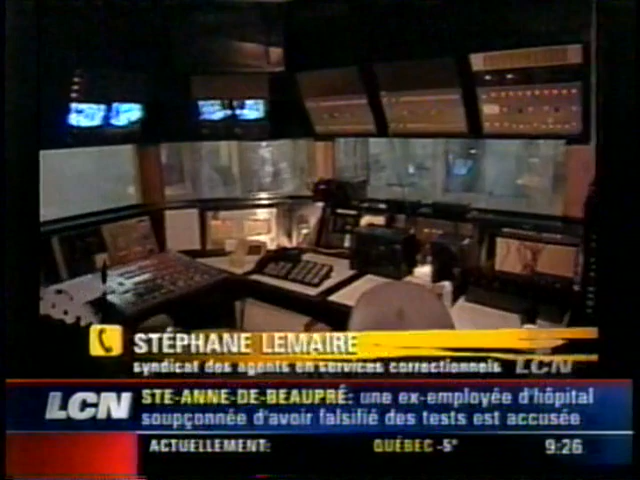 STÉPHANE LEMAIRE
syndicat des agents en services correctionnels
LCN
LCN
STE-ANNE-DE-BEAUPRÉ: une ex-employée d'hôpital
soupçonnée d'avoir falsifié des tests est accusée
ACTUELLEMENT: QUÉBEC -5° 9:26